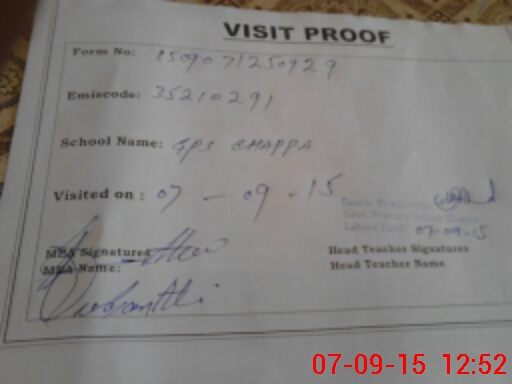 VISIT PROOF
Form No: 1509071250929
Emiscode: 35210291
School Name: GPS CHAPPA
Visited on : 07 - 09 - 15
07-09-15
MEA Signatures
Head Teacher Signatures
MEA Name:
Head Teacher Name
07-09-15 12:52